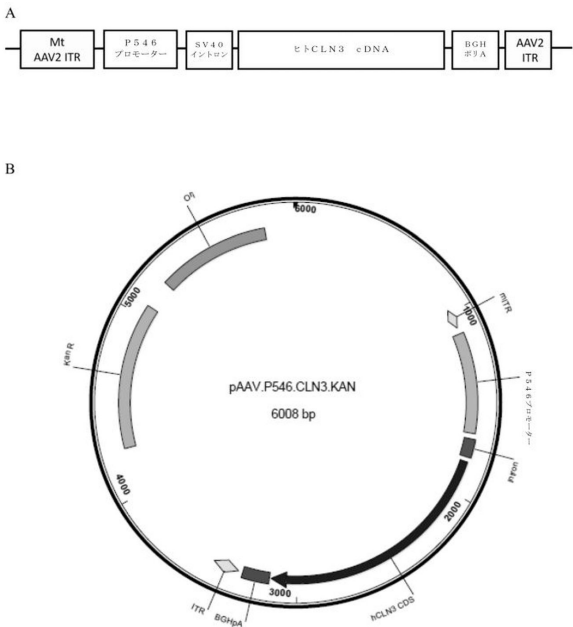 A
Mt
AAV2 ITR
P546
プロモーター
SV40
イントロン
ヒトCLN3 cDNA
BGH
ポリA
AAV2
ITR
B
6000
Ori
5000
1000
mITR
Kan R
pAAV.P546.CLN3.KAN
6008 bp
P546プロモーター
Intron
4000
2000
3000
hCLN3 CDS
BGHpA
ITR